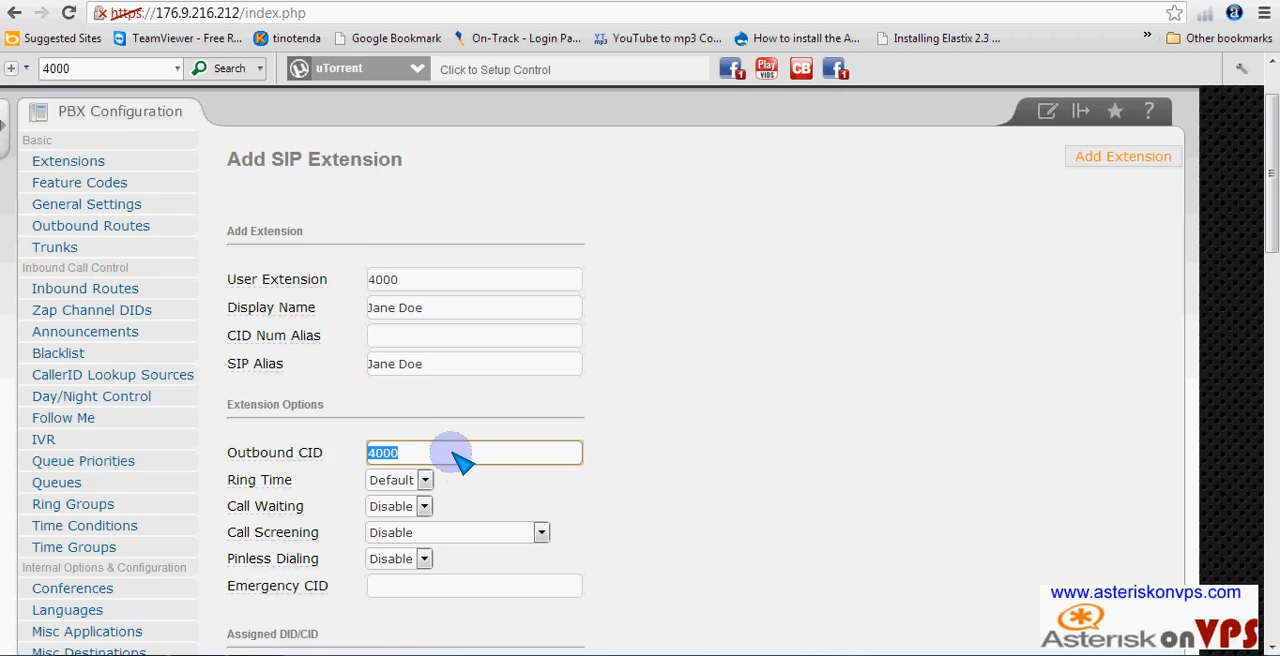 https://176.9.216.212/index.php
Suggested Sites
TeamViewer - Free R...
tinotenda
Google Bookmark
On-Track - Login Pa...
YouTube to mp3 Co...
How to install the A...
Installing Elastix 2.3 ...
»
Other bookmarks
4000
Search
uTorrent
Click to Setup Control
1
Play
VIDS
CB
1
PBX Configuration
Basic
Extensions
Feature Codes
General Settings
Outbound Routes
Trunks
Inbound Call Control
Inbound Routes
Zap Channel DIDs
Announcements
Blacklist
CallerID Lookup Sources
Day/Night Control
Follow Me
IVR
Queue Priorities
Queues
Ring Groups
Time Conditions
Time Groups
Internal Options & Configuration
Conferences
Languages
Misc Applications
Misc Destinations
Add SIP Extension
Add Extension
Add Extension
User Extension 4000
Display Name Jane Doe
CID Num Alias
SIP Alias Jane Doe
Extension Options
Outbound CID 4000
Ring Time Default
Call Waiting Disable
Call Screening Disable
Pinless Dialing Disable
Emergency CID
Assigned DID/CID
www.asteriskonvps.com
Asterisk on VPS